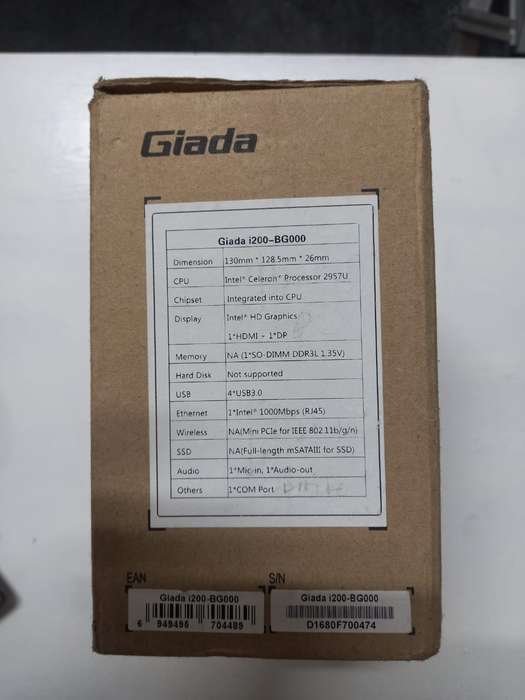 Giada
Giada i200-BG000
Dimension 130mm * 128.5mm * 26mm
CPU Intel® Celeron® Processor 2957U
Chipset Integrated into CPU
Display Intel® HD Graphics
1*HDMI + 1*DP
Memory NA (1*SO-DIMM DDR3L 1.35V)
Hard Disk Not supported
USB 4*USB3.0
Ethernet 1*Intel® 1000Mbps (RJ45)
Wireless NA(Mini PCIe for IEEE 802.11b/g/n)
SSD NA(Full-length mSATAIII for SSD)
Audio 1*Mic-in, 1*Audio-out
Others 1*COM Port
EAN S/N
Giada i200-BG000 Giada i200-BG000
6 949495 704489 D1680F700474